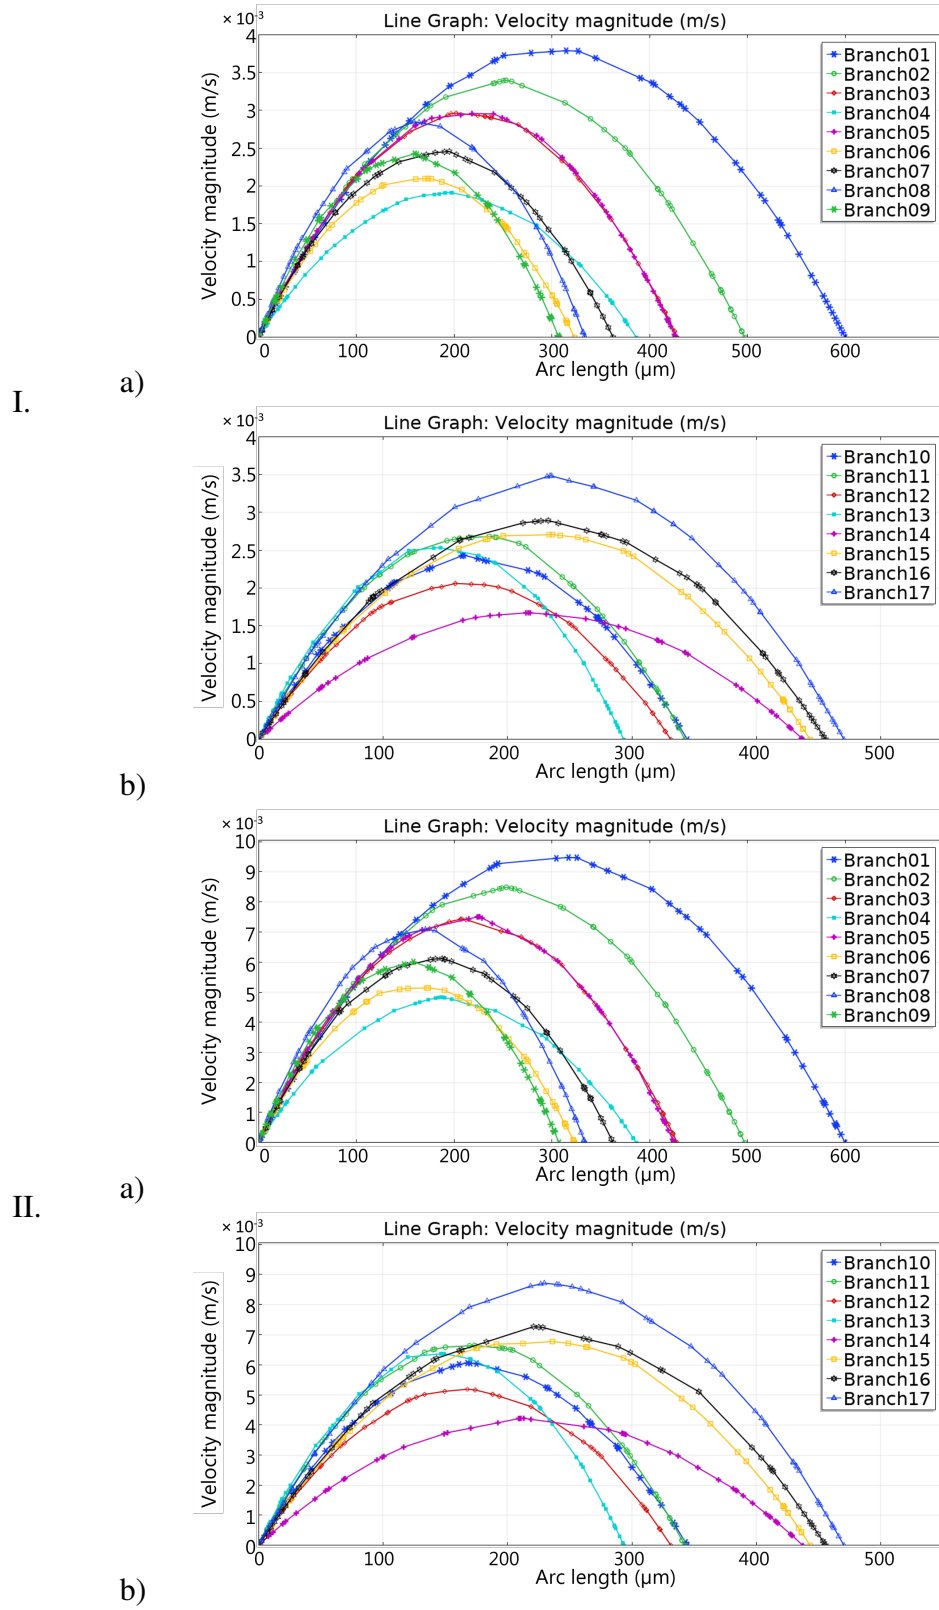 I.
a)
Line Graph: Velocity magnitude (m/s)
× 10⁻³
Velocity magnitude (m/s)
4
3.5
3
2.5
2
1.5
1
0.5
0
0 100 200 300 400 500 600
Arc length (µm)
Branch01
Branch02
Branch03
Branch04
Branch05
Branch06
Branch07
Branch08
Branch09
b)
Line Graph: Velocity magnitude (m/s)
× 10⁻³
Velocity magnitude (m/s)
4
3.5
3
2.5
2
1.5
1
0.5
0
0 100 200 300 400 500
Arc length (µm)
Branch10
Branch11
Branch12
Branch13
Branch14
Branch15
Branch16
Branch17
II.
a)
Line Graph: Velocity magnitude (m/s)
× 10⁻³
Velocity magnitude (m/s)
10
9
8
7
6
5
4
3
2
1
0
0 100 200 300 400 500 600
Arc length (µm)
Branch01
Branch02
Branch03
Branch04
Branch05
Branch06
Branch07
Branch08
Branch09
b)
Line Graph: Velocity magnitude (m/s)
× 10⁻³
Velocity magnitude (m/s)
10
9
8
7
6
5
4
3
2
1
0
0 100 200 300 400 500
Arc length (µm)
Branch10
Branch11
Branch12
Branch13
Branch14
Branch15
Branch16
Branch17